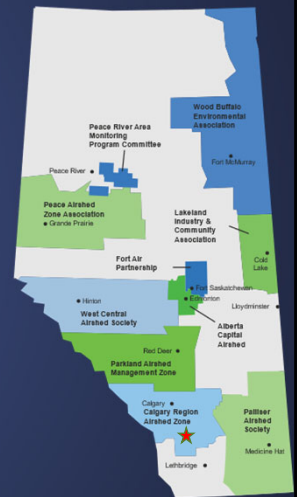 Wood Buffalo
Environmental
Association
Fort McMurray
Peace River Area
Monitoring
Program Committee
Peace River
Peace Airshed
Zone Association
Grande Prairie
Lakeland
Industry &
Community
Association
Cold
Lake
Fort Air
Partnership
Fort Saskatchewan
Edmonton
Hinton
Lloydminster
West Central
Airshed Society
Alberta
Capital
Airshed
Red Deer
Parkland Airshed
Management Zone
Calgary
Calgary Region
Airshed Zone
Palliser
Airshed
Society
Medicine Hat
Lethbridge